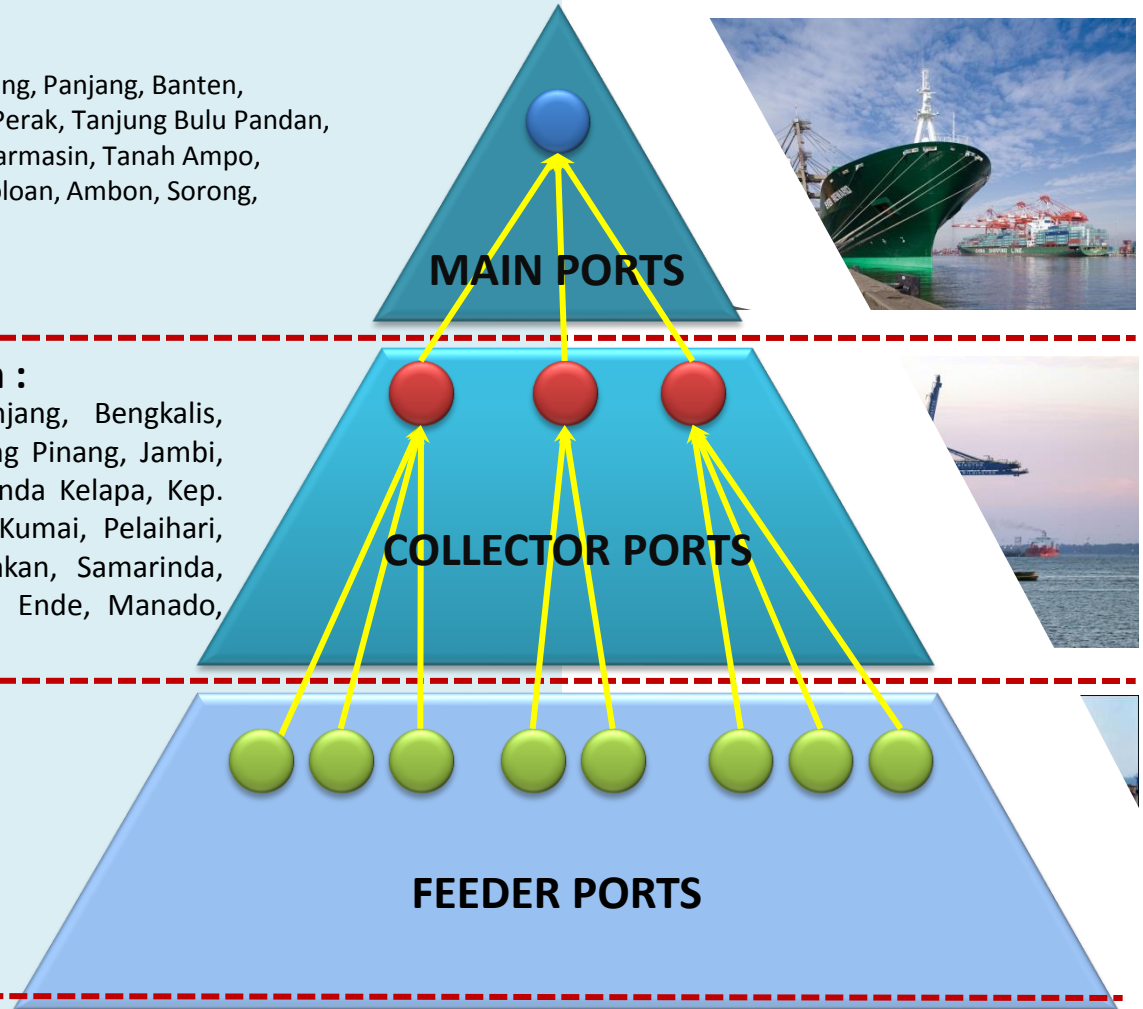 ng, Panjang, Banten,
Perak, Tanjung Bulu Pandan,
armasin, Tanah Ampo,
loan, Ambon, Sorong,
MAIN PORTS
n :
njang, Bengkalis,
ng Pinang, Jambi,
nda Kelapa, Kep.
Kumai, Pelaihari,
akan, Samarinda,
Ende, Manado,
COLLECTOR PORTS
FEEDER PORTS